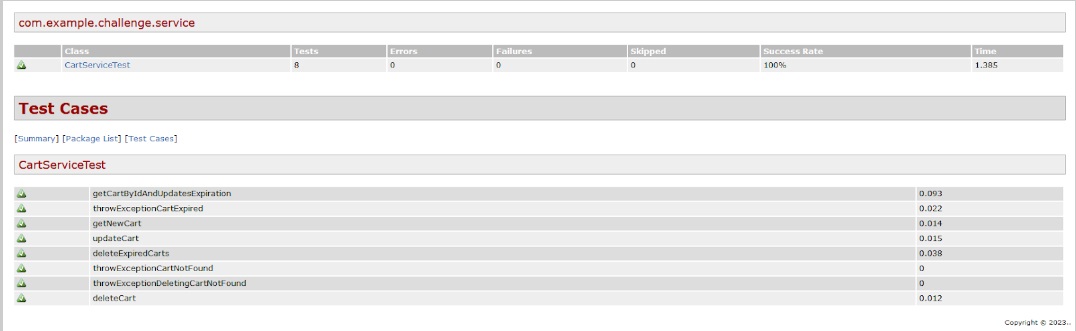 com.example.challenge.service
Class Tests Errors Failures Skipped Success Rate Time
CartServiceTest 8 0 0 0 100% 1.385
Test Cases
[Summary] [Package List] [Test Cases]
CartServiceTest
getCartByIdAndUpdatesExpiration 0.093
throwExceptionCartExpired 0.022
getNewCart 0.014
updateCart 0.015
deleteExpiredCarts 0.038
throwExceptionCartNotFound 0
throwExceptionDeletingCartNotFound 0
deleteCart 0.012
Copyright © 2023..